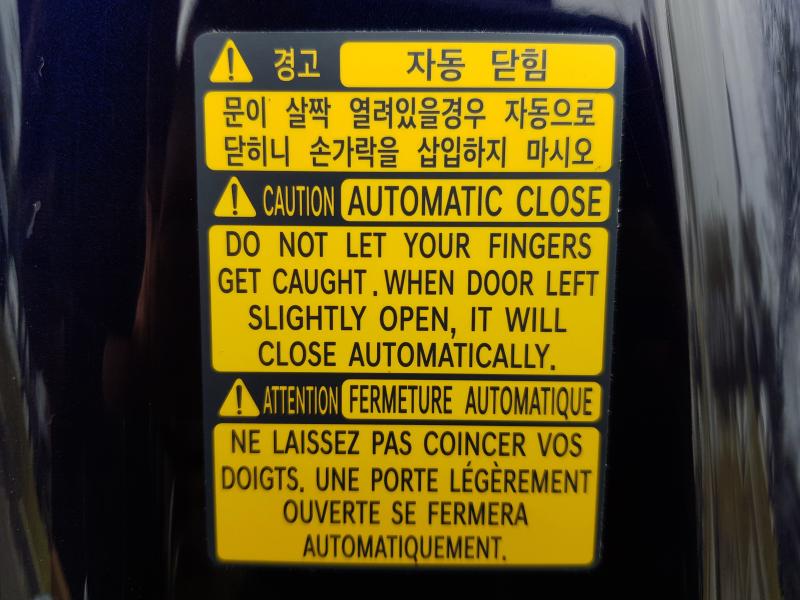 경고 자동 닫힘
문이 살짝 열려있을경우 자동으로
닫히니 손가락을 삽입하지 마시오
CAUTION AUTOMATIC CLOSE
DO NOT LET YOUR FINGERS
GET CAUGHT. WHEN DOOR LEFT
SLIGHTLY OPEN, IT WILL
CLOSE AUTOMATICALLY.
ATTENTION FERMETURE AUTOMATIQUE
NE LAISSEZ PAS COINCER VOS
DOIGTS. UNE PORTE LÉGÈREMENT
OUVERTE SE FERMERA
AUTOMATIQUEMENT.